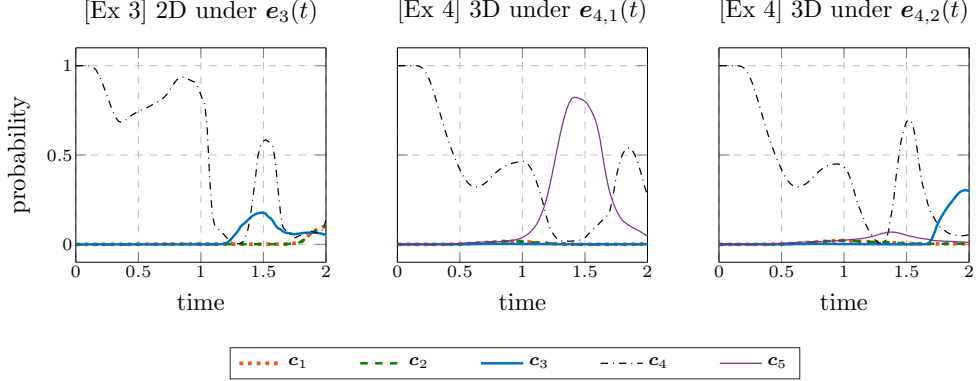 [Ex 3] 2D under e₃(t)
[Ex 4] 3D under e₄,₁(t)
[Ex 4] 3D under e₄,₂(t)
probability
1
0.5
0
0 0.5 1 1.5 2
0 0.5 1 1.5 2
0 0.5 1 1.5 2
time
time
time
c₁ c₂ c₃ c₄ c₅